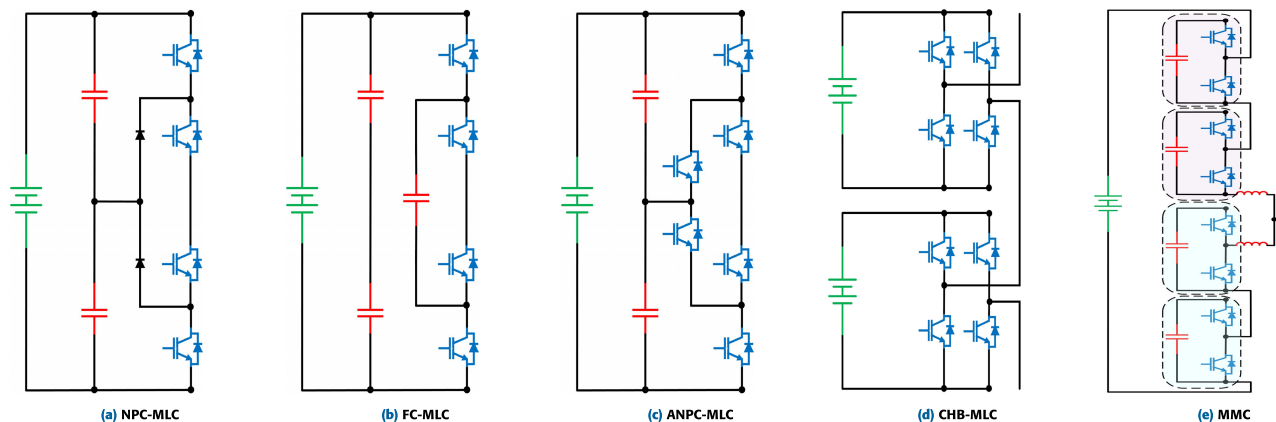 (a) NPC-MLC
(b) FC-MLC
(c) ANPC-MLC
(d) CHB-MLC
(e) MMC